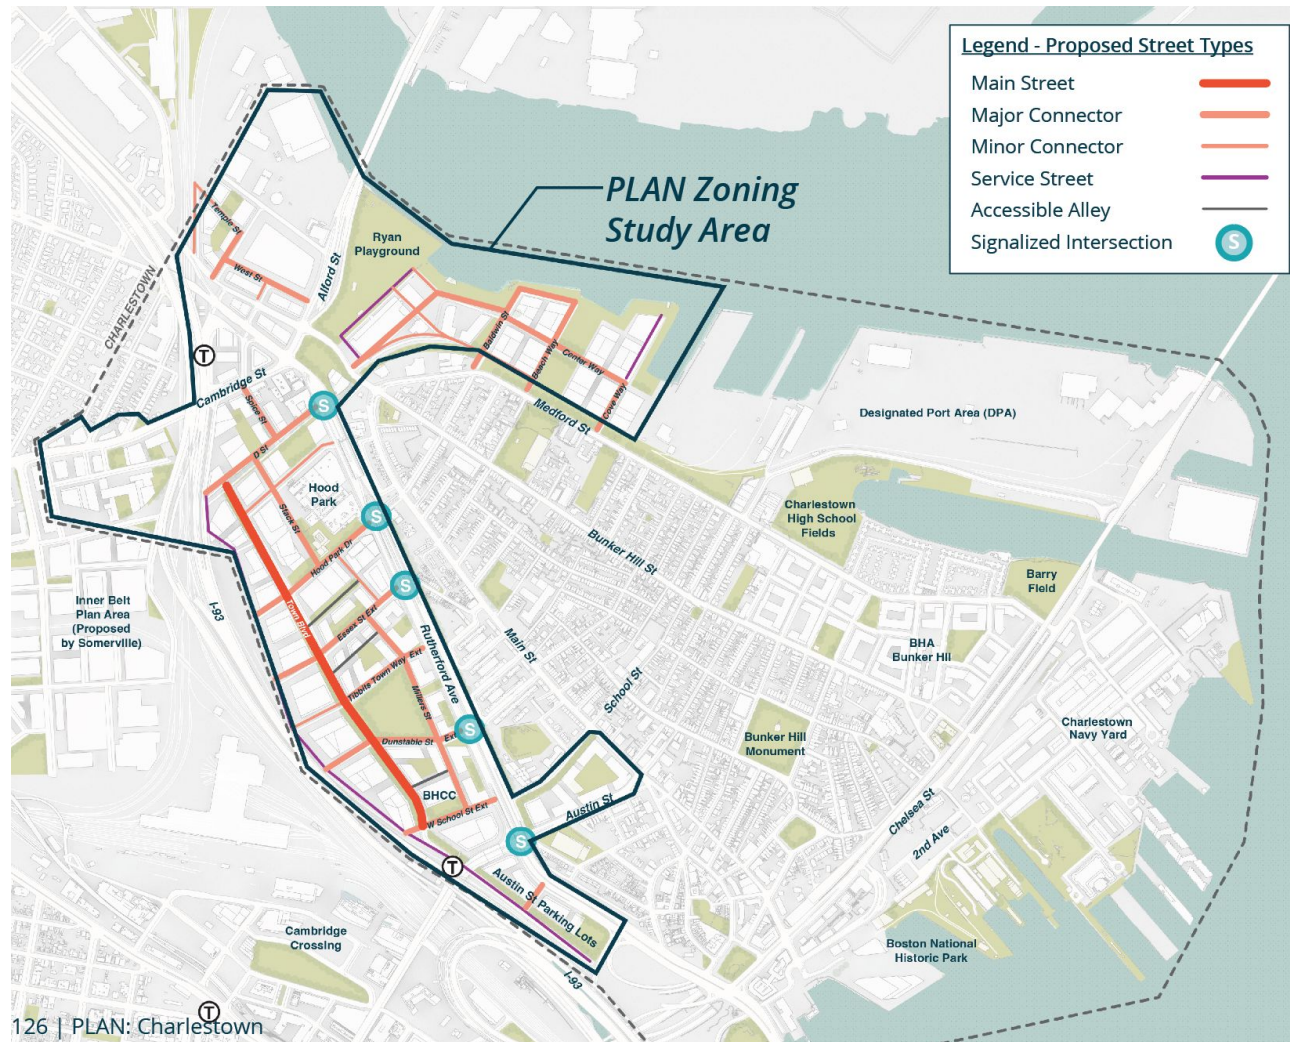 Legend - Proposed Street Types
Main Street
Major Connector
Minor Connector
Service Street
Accessible Alley
Signalized Intersection
S
PLAN Zoning
Study Area
Ryan
Playground
Alford St
Temple St
West St
CHARLESTOWN
T
Cambridge St
Spice St
S
D St
Baldwin St
Beach Way
Center Way
Cove Way
Medford St
Designated Port Area (DPA)
Hood
Park
Stack St
S
Hood Park Dr
Charlestown
High School
Fields
Bunker Hill St
Barry
Field
Inner Belt
Plan Area
(Proposed
by Somerville)
I-93
Town Blvd
Essex St Ext
S
Rutherford Ave
Main St
School St
BHA
Bunker Hill
Tibbits Town Way Ext
Millers St
Dunstable St Ext
S
Bunker Hill
Monument
Charlestown
Navy Yard
BHCC
W School St Ext
Austin St
S
Chelsea St
2nd Ave
T
Austin St Parking Lots
Cambridge
Crossing
Boston National
Historic Park
I-93
T
126 | PLAN: Charlestown